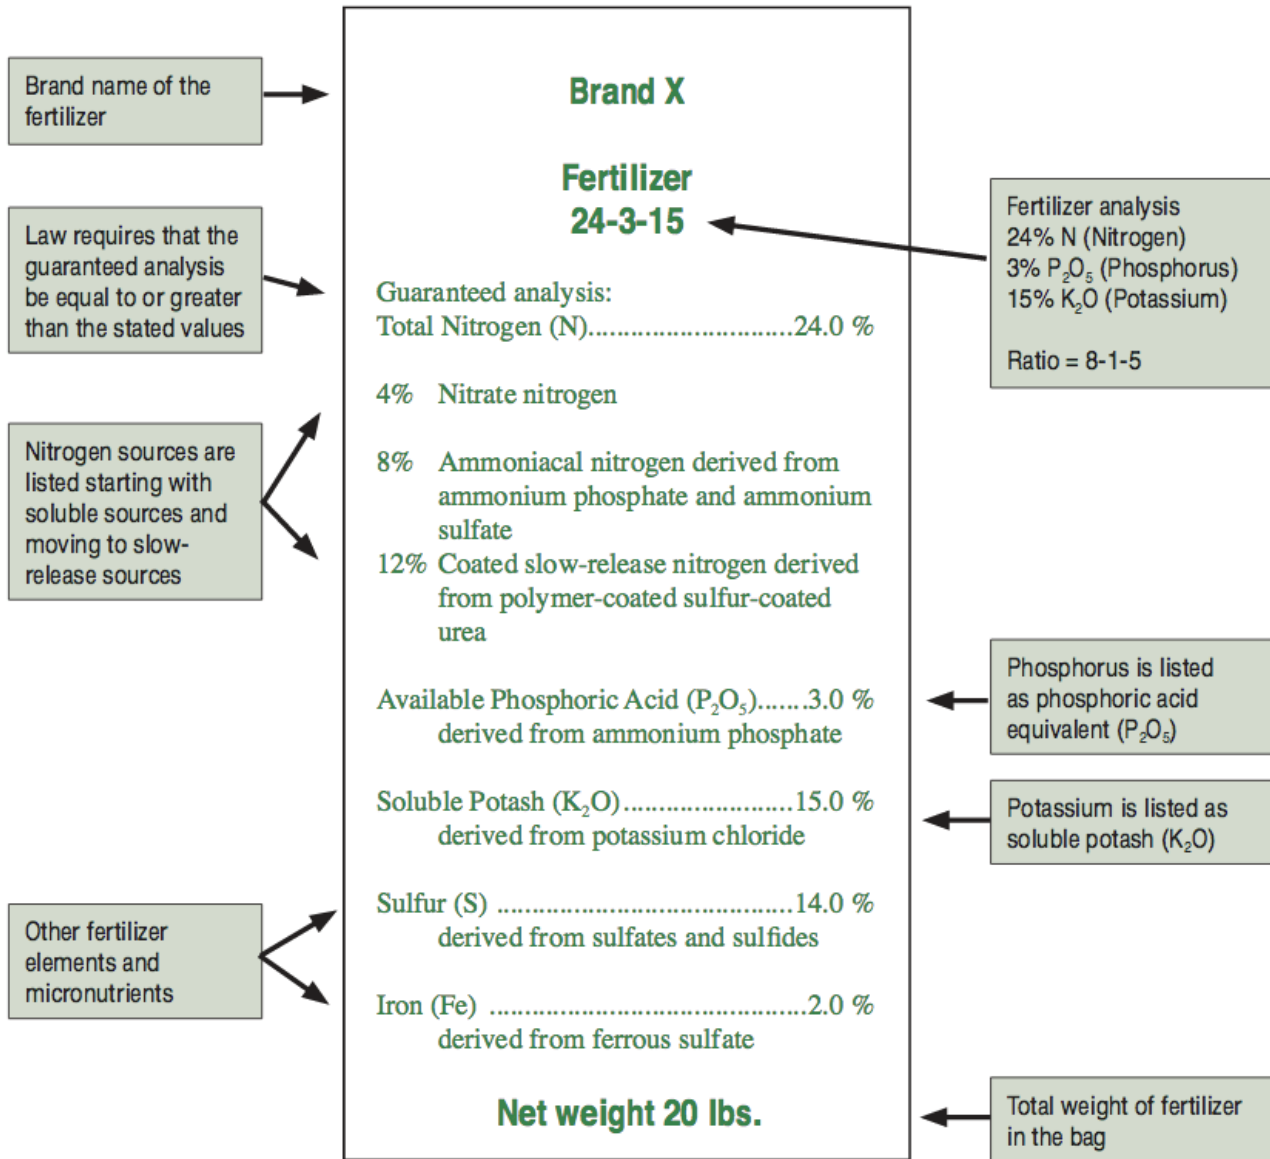 Brand name of the
fertilizer
Law requires that the
guaranteed analysis
be equal to or greater
than the stated values
Nitrogen sources are
listed starting with
soluble sources and
moving to slow-
release sources
Other fertilizer
elements and
micronutrients
Brand X
Fertilizer
24-3-15
Guaranteed analysis:
Total Nitrogen (N).............................24.0 %
4% Nitrate nitrogen
8% Ammoniacal nitrogen derived from
ammonium phosphate and ammonium
sulfate
12% Coated slow-release nitrogen derived
from polymer-coated sulfur-coated
urea
Available Phosphoric Acid (P₂O₅).......3.0 %
derived from ammonium phosphate
Soluble Potash (K₂O)........................15.0 %
derived from potassium chloride
Sulfur (S) ..........................................14.0 %
derived from sulfates and sulfides
Iron (Fe) .............................................2.0 %
derived from ferrous sulfate
Net weight 20 lbs.
Fertilizer analysis
24% N (Nitrogen)
3% P₂O₅ (Phosphorus)
15% K₂O (Potassium)
Ratio = 8-1-5
Phosphorus is listed
as phosphoric acid
equivalent (P₂O₅)
Potassium is listed as
soluble potash (K₂O)
Total weight of fertilizer
in the bag